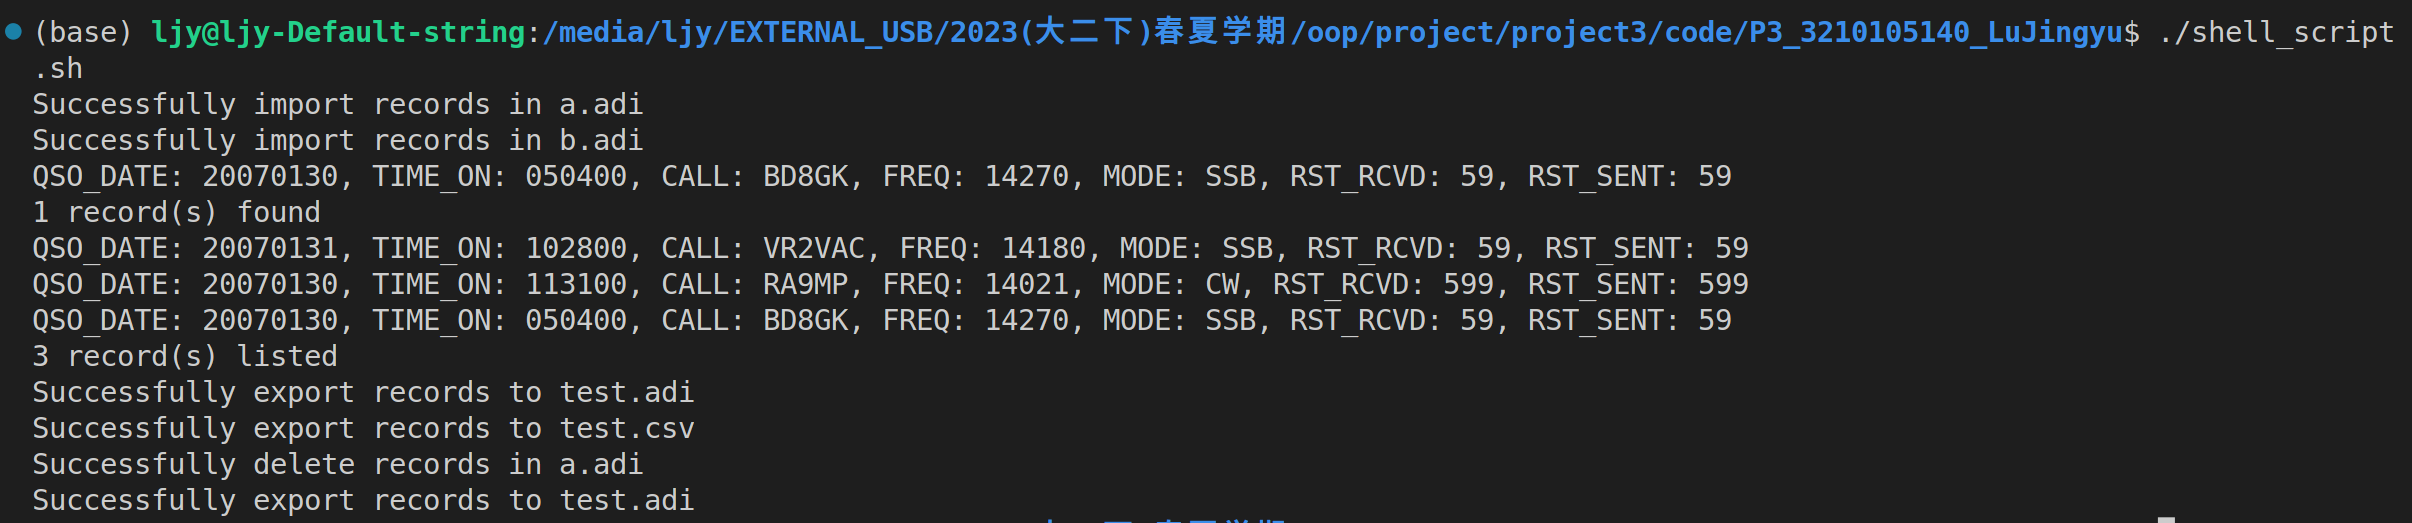 (base) ljy@ljy-Default-string:/media/ljy/EXTERNAL_USB/2023(大二下)春夏学期/oop/project/project3/code/P3_3210105140_LuJingyu$ ./shell_script
.sh
Successfully import records in a.adi
Successfully import records in b.adi
QSO_DATE: 20070130, TIME_ON: 050400, CALL: BD8GK, FREQ: 14270, MODE: SSB, RST_RCVD: 59, RST_SENT: 59
1 record(s) found
QSO_DATE: 20070131, TIME_ON: 102800, CALL: VR2VAC, FREQ: 14180, MODE: SSB, RST_RCVD: 59, RST_SENT: 59
QSO_DATE: 20070130, TIME_ON: 113100, CALL: RA9MP, FREQ: 14021, MODE: CW, RST_RCVD: 599, RST_SENT: 599
QSO_DATE: 20070130, TIME_ON: 050400, CALL: BD8GK, FREQ: 14270, MODE: SSB, RST_RCVD: 59, RST_SENT: 59
3 record(s) listed
Successfully export records to test.adi
Successfully export records to test.csv
Successfully delete records in a.adi
Successfully export records to test.adi